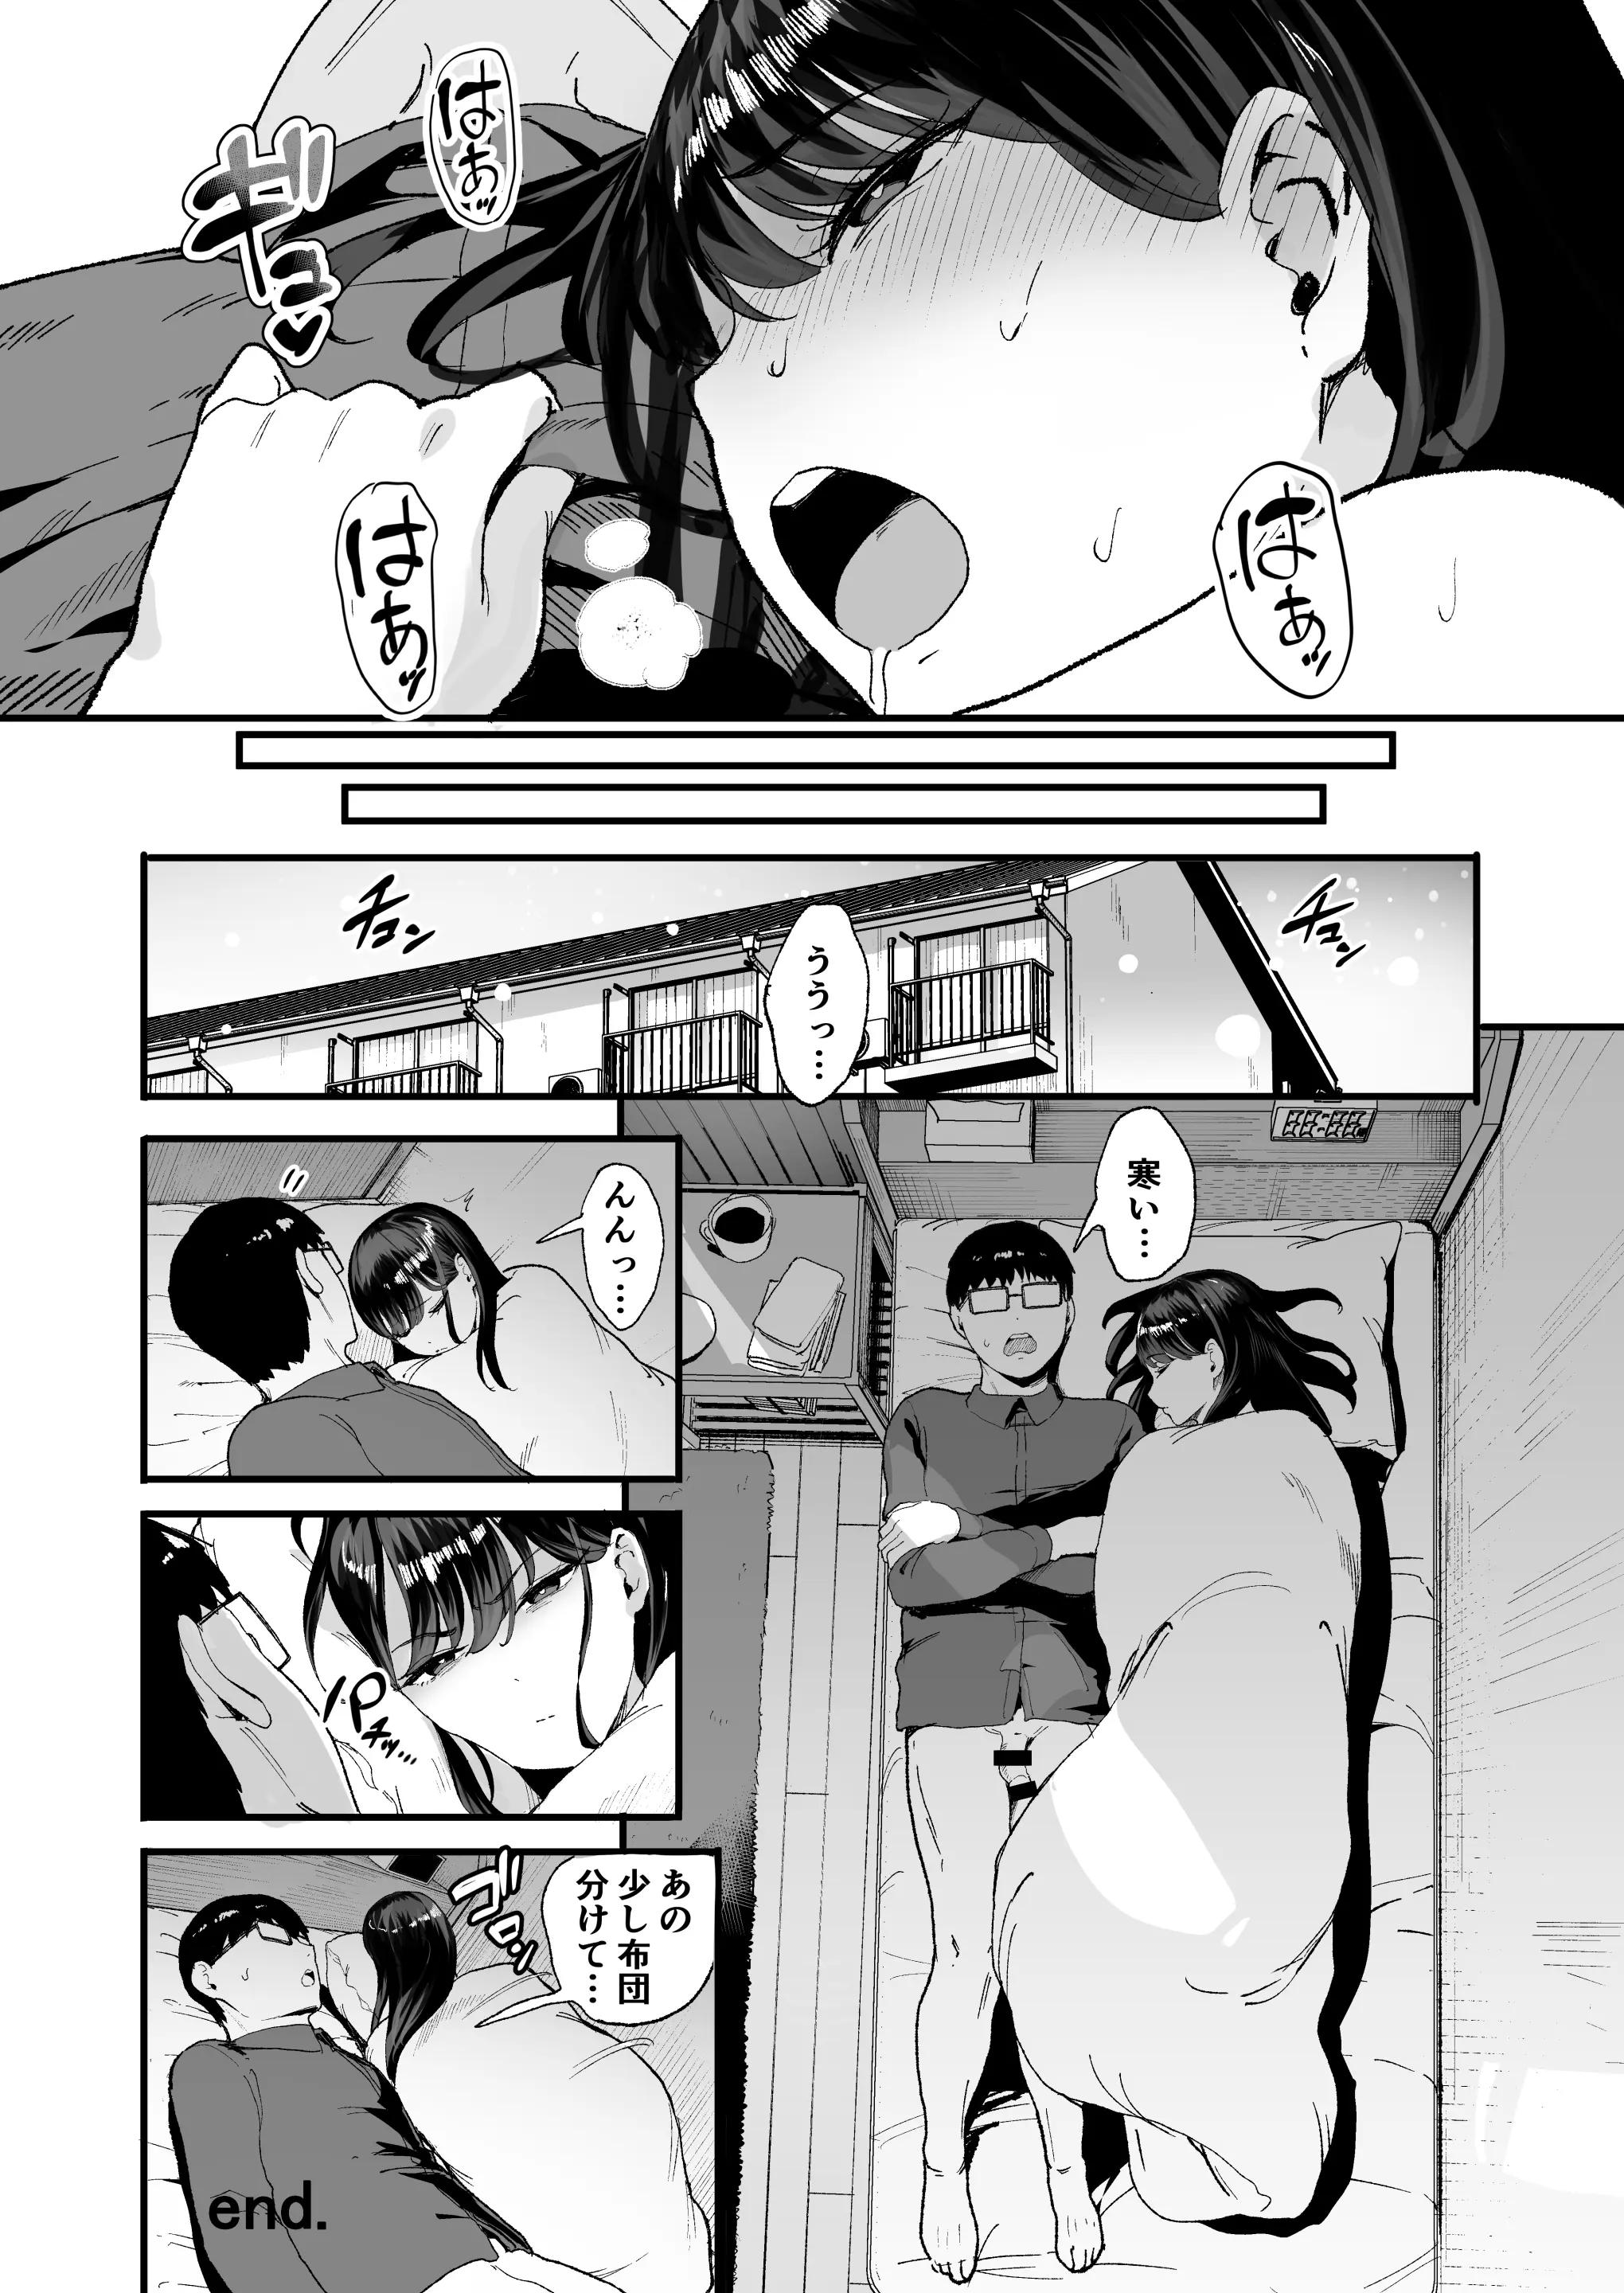 はあッ
はあッ
ギュ♡
はあッ
チュン
チュン
ううっ…
寒い…
んんっ…
パチッ…
あの
少し布団
分けて…
ゴロン
end.